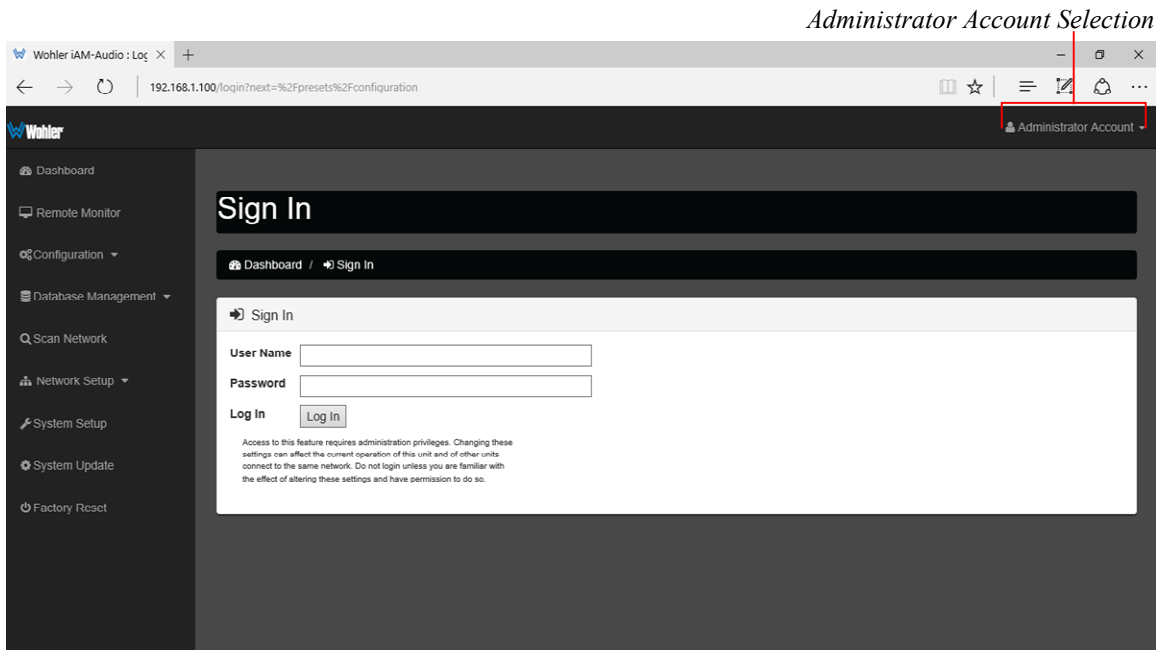 Administrator Account Selection
Wohler iAM-Audio : Log
192.168.1.100/login?next=%2Fpresets%2Fconfiguration
Wohler
Administrator Account
Dashboard
Remote Monitor
Configuration
Database Management
Scan Network
Network Setup
System Setup
System Update
Factory Reset
Sign In
Dashboard / Sign In
Sign In
User Name
Password
Log In Log In
Access to this feature requires administration privileges. Changing these
settings can affect the current operation of this unit and of other units
connect to the same network. Do not login unless you are familiar with
the effect of altering these settings and have permission to do so.